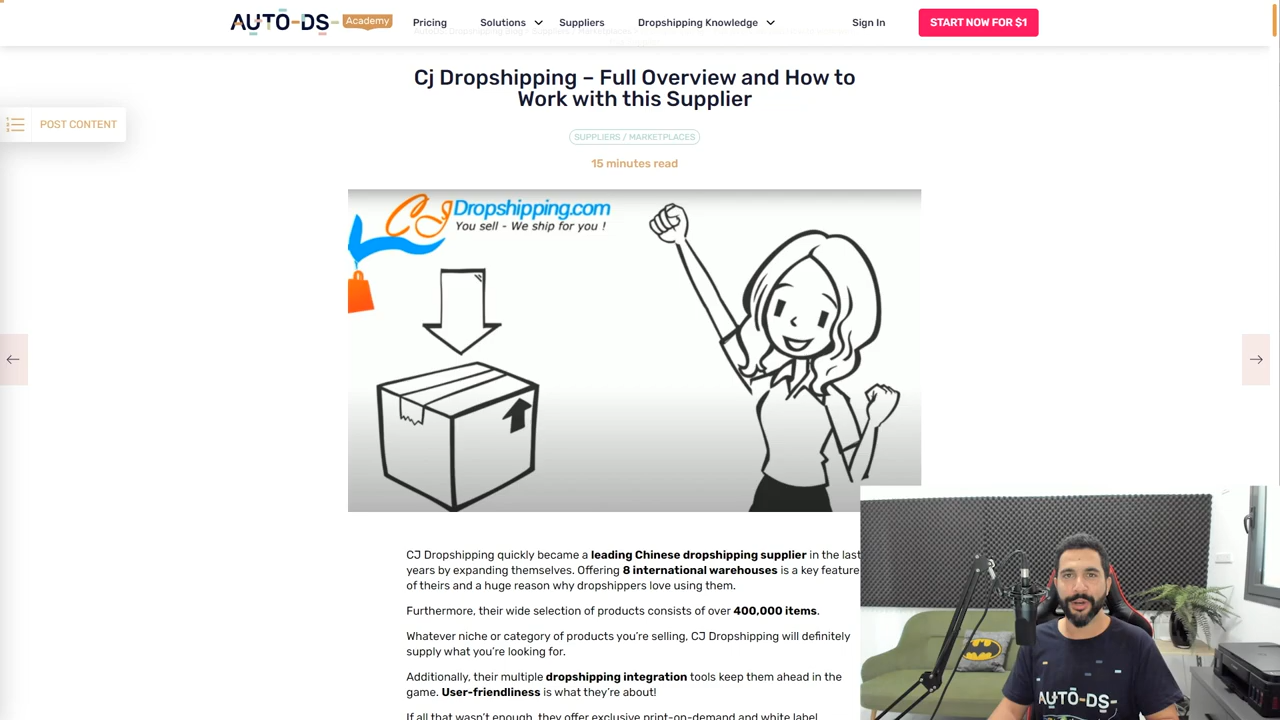 AUTO-DS- Academy Pricing Solutions Suppliers Dropshipping Knowledge Sign In START NOW FOR $1
Cj Dropshipping – Full Overview and How to
Work with this Supplier
POST CONTENT
SUPPLIERS / MARKETPLACES
15 minutes read
CJ Dropshipping.com
You sell - We ship for you !
CJ Dropshipping quickly became a leading Chinese dropshipping supplier in the last
years by expanding themselves. Offering 8 international warehouses is a key feature
of theirs and a huge reason why dropshippers love using them.
Furthermore, their wide selection of products consists of over 400,000 items.
Whatever niche or category of products you’re selling, CJ Dropshipping will definitely
supply what you’re looking for.
Additionally, their multiple dropshipping integration tools keep them ahead in the
game. User-friendliness is what they’re about!
If all that wasn’t enough, they offer exclusive print-on-demand and white label
AUTO-DS-